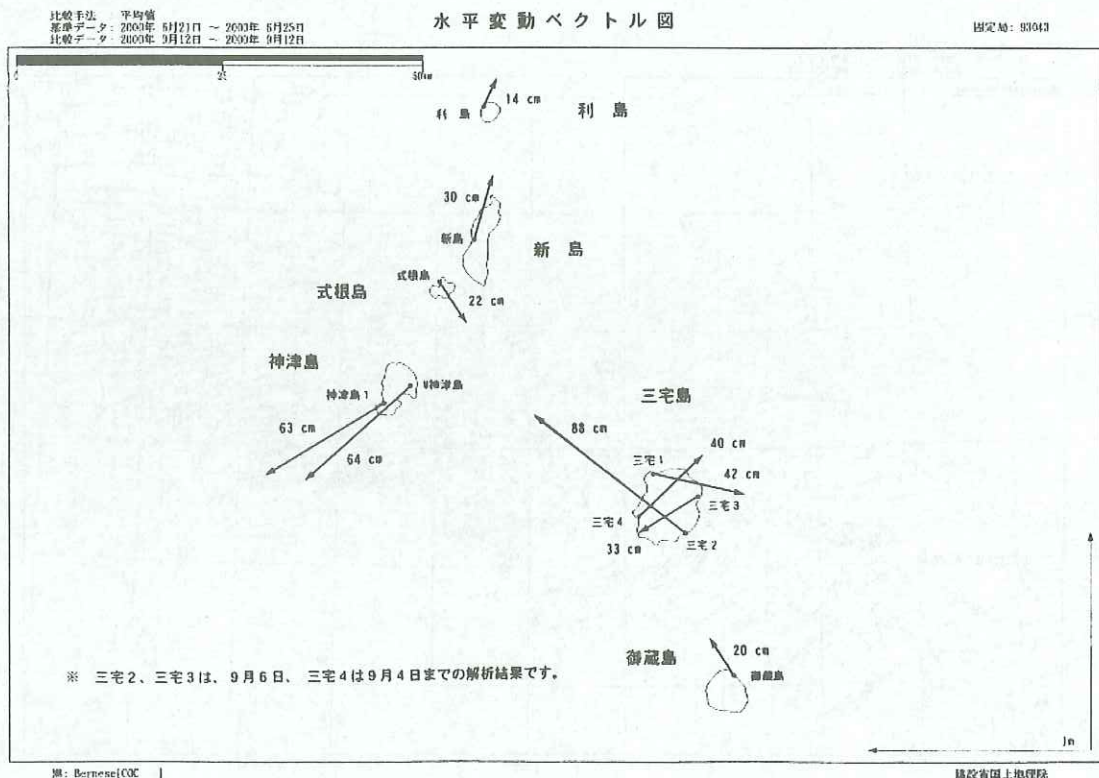 比較手法 : 平均値
基準データ: 2000年 6月21日 ～ 2000年 6月25日
比較データ: 2000年 9月12日 ～ 2000年 9月12日
水平変動ベクトル図
固定局: 93043
0 25 50km
14 cm
利 島
利 島
30 cm
新島
新 島
式根島
式根島
22 cm
神津島
M神津島
神津島1
三宅島
63 cm
64 cm
88 cm
40 cm
三宅1
42 cm
三宅3
三宅4
三宅2
33 cm
御蔵島
20 cm
御蔵島
※ 三宅2、三宅3は、9月6日、 三宅4は9月4日までの解析結果です。
1m
Bernese[COC ]
建設省国土地理院